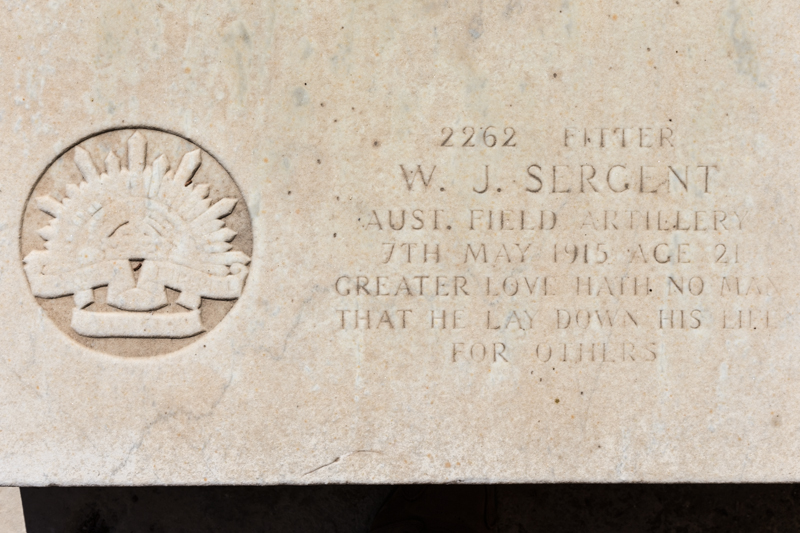 2262 FITTER
W. J. SERGENT
AUST. FIELD ARTILLERY
7TH MAY 1915 AGE 21
GREATER LOVE HATH NO MAN
THAT HE LAY DOWN HIS LIFE
FOR OTHERS